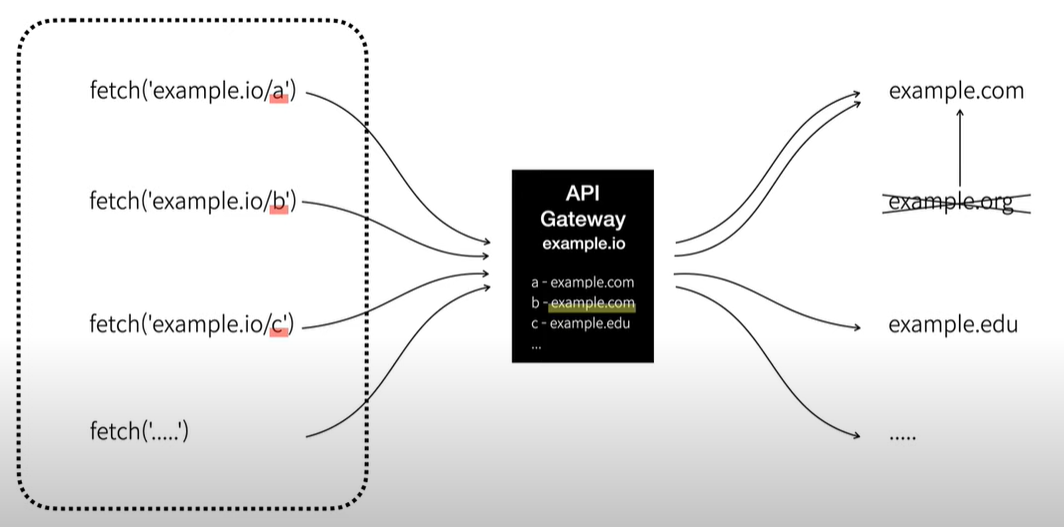 fetch('example.io/a')
fetch('example.io/b')
fetch('example.io/c')
fetch('.....')
API
Gateway
example.io
a - example.com
b - example.com
c - example.edu
...
example.com
example.org
example.edu
.....